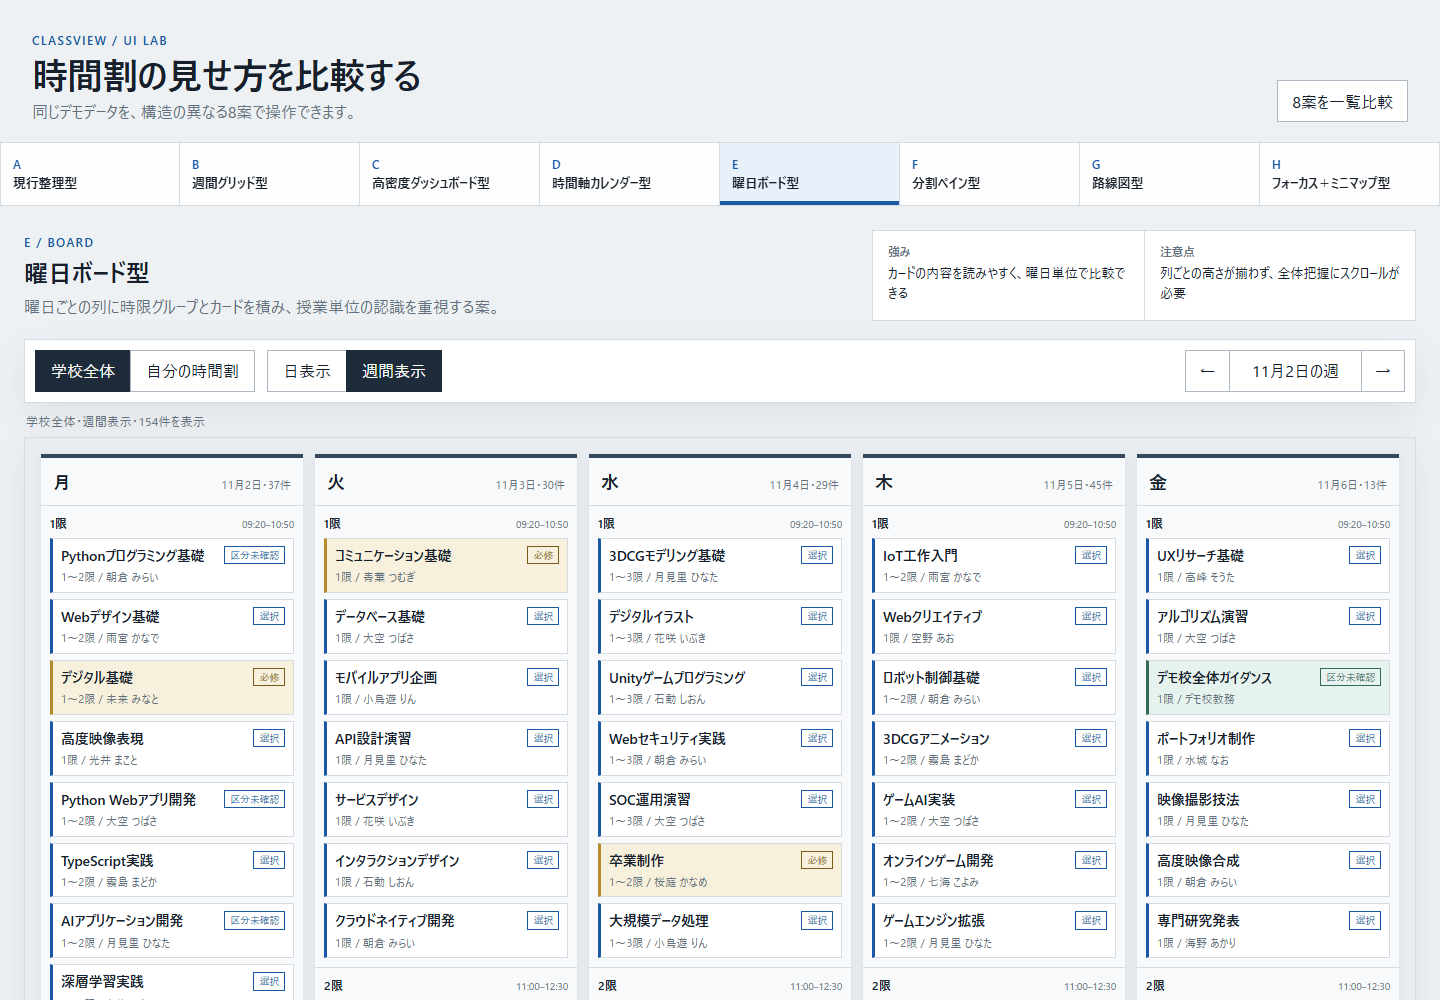 CLASSVIEW / UI LAB
時間割の見せ方を比較する
同じデモデータを、構造の異なる8案で操作できます。
8案を一覧比較
A
現行整理型
B
週間グリッド型
C
高密度ダッシュボード型
D
時間軸カレンダー型
E
曜日ボード型
F
分割ペイン型
G
路線図型
H
フォーカス＋ミニマップ型
E / BOARD
曜日ボード型
曜日ごとの列に時限グループとカードを積み、授業単位の認識を重視する案。
強み
カードの内容を読みやすく、曜日単位で比較で
きる
注意点
列ごとの高さが揃わず、全体把握にスクロールが
必要
学校全体
自分の時間割
日表示
週間表示
←
11月2日の週
→
学校全体・週間表示・154件を表示
月
11月2日・37件
1限
09:20–10:50
Pythonプログラミング基礎
区分未確認
1〜2限 / 朝倉 みらい
Webデザイン基礎
選択
1〜2限 / 雨宮 かなで
デジタル基礎
必修
1〜2限 / 未来 みなと
高度映像表現
選択
1限 / 光井 まこと
Python Webアプリ開発
区分未確認
1〜2限 / 大空 つばさ
TypeScript実践
選択
1〜2限 / 霧島 まどか
AIアプリケーション開発
区分未確認
1〜2限 / 月見里 ひなた
深層学習実践
選択
火
11月3日・30件
1限
09:20–10:50
コミュニケーション基礎
必修
1限 / 青葉 つむぎ
データベース基礎
選択
1限 / 大空 つばさ
モバイルアプリ企画
選択
1限 / 小鳥遊 りん
API設計演習
選択
1限 / 月見里 ひなた
サービスデザイン
選択
1限 / 花咲 いぶき
インタラクションデザイン
選択
1限 / 石動 しおん
クラウドネイティブ開発
選択
1限 / 朝倉 みらい
2限
11:00–12:30
水
11月4日・29件
1限
09:20–10:50
3DCGモデリング基礎
選択
1〜3限 / 月見里 ひなた
デジタルイラスト
選択
1〜3限 / 花咲 いぶき
Unityゲームプログラミング
選択
1〜3限 / 石動 しおん
Webセキュリティ実践
選択
1〜3限 / 朝倉 みらい
SOC運用演習
選択
1〜3限 / 大空 つばさ
卒業制作
必修
1〜2限 / 桜庭 かなめ
大規模データ処理
選択
1〜3限 / 小鳥遊 りん
2限
11:00–12:30
木
11月5日・45件
1限
09:20–10:50
IoT工作入門
選択
1〜2限 / 雨宮 かなで
Webクリエイティブ
選択
1限 / 空野 あお
ロボット制御基礎
選択
1〜2限 / 朝倉 みらい
3DCGアニメーション
選択
1〜2限 / 霧島 まどか
ゲームAI実装
選択
1〜2限 / 大空 つばさ
オンラインゲーム開発
選択
1〜2限 / 七海 こよみ
ゲームエンジン拡張
選択
1〜2限 / 月見里 ひなた
2限
11:00–12:30
金
11月6日・13件
1限
09:20–10:50
UXリサーチ基礎
選択
1限 / 高峰 そうた
アルゴリズム演習
選択
1限 / 大空 つばさ
デモ校全体ガイダンス
区分未確認
1限 / デモ校教務
ポートフォリオ制作
選択
1限 / 水城 なお
映像撮影技法
選択
1限 / 月見里 ひなた
高度映像合成
選択
1限 / 朝倉 みらい
専門研究発表
選択
1限 / 海野 あかり
2限
11:00–12:30